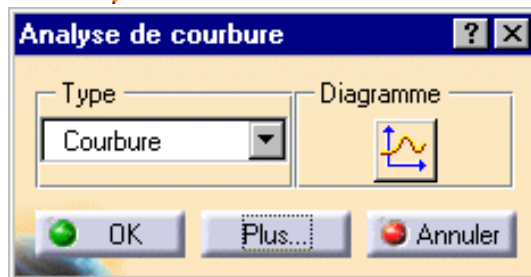 Analyse de courbure ? ×
Type Diagramme
Courbure
OK Plus... Annuler